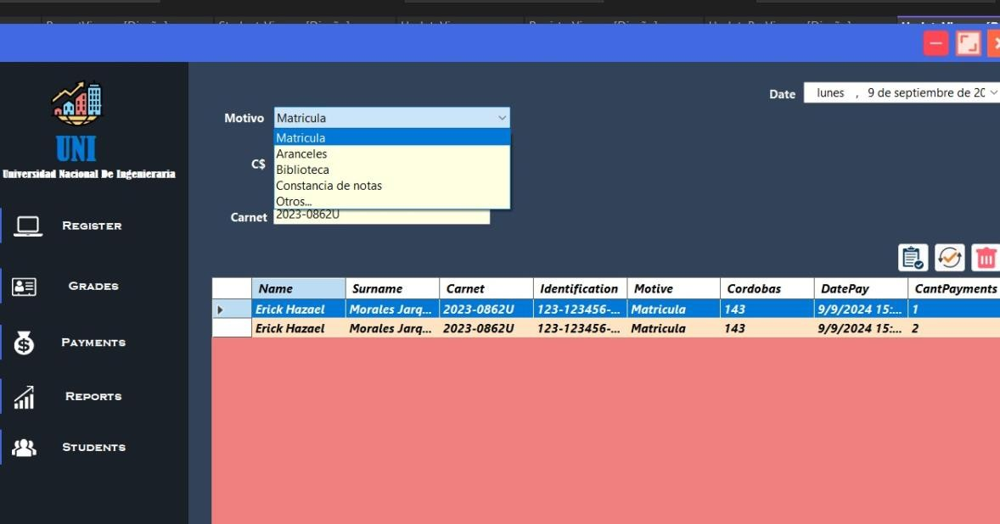 Date lunes , 9 de septiembre de 20
Motivo Matricula
Matricula
Aranceles
Biblioteca
Constancia de notas
Otros...
C$
Carnet 2023-0862U
UNI
Universidad Nacional De Ingenieraria
REGISTER
GRADES
PAYMENTS
REPORTS
STUDENTS
Name Surname Carnet Identification Motive Cordobas DatePay CantPayments
Erick Hazael Morales Jarq... 2023-0862U 123-123456-... Matricula 143 9/9/2024 15:... 1
Erick Hazael Morales Jarq... 2023-0862U 123-123456-... Matricula 143 9/9/2024 15:... 2